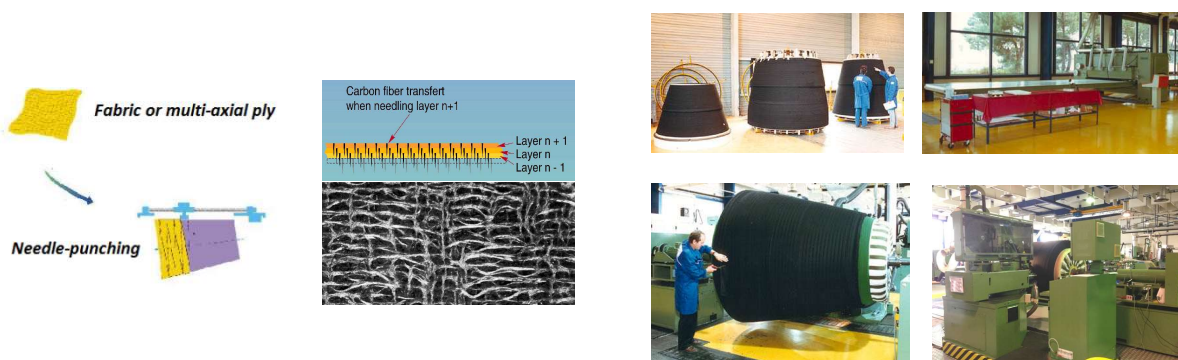 Fabric or multi-axial ply
Needle-punching
Carbon fiber transfert
when needling layer n+1
Layer n + 1
Layer n
Layer n - 1